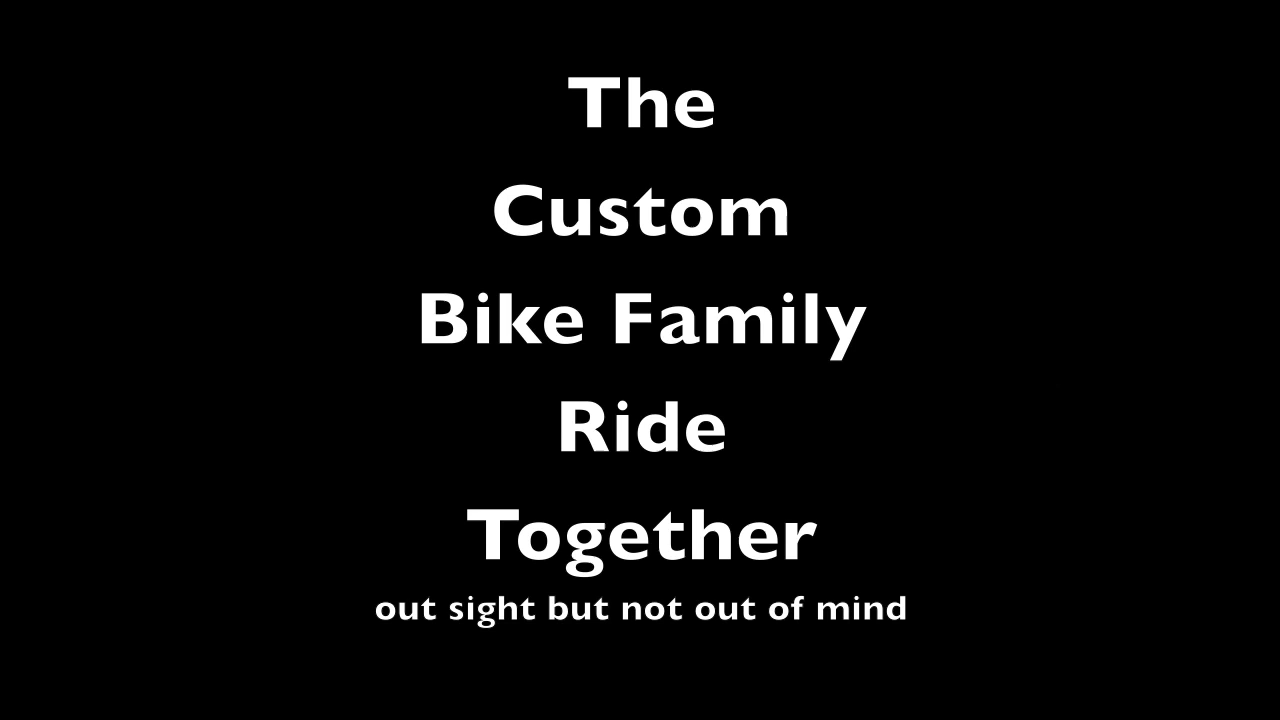 The
Custom
Bike Family
Ride
Together
out sight but not out of mind